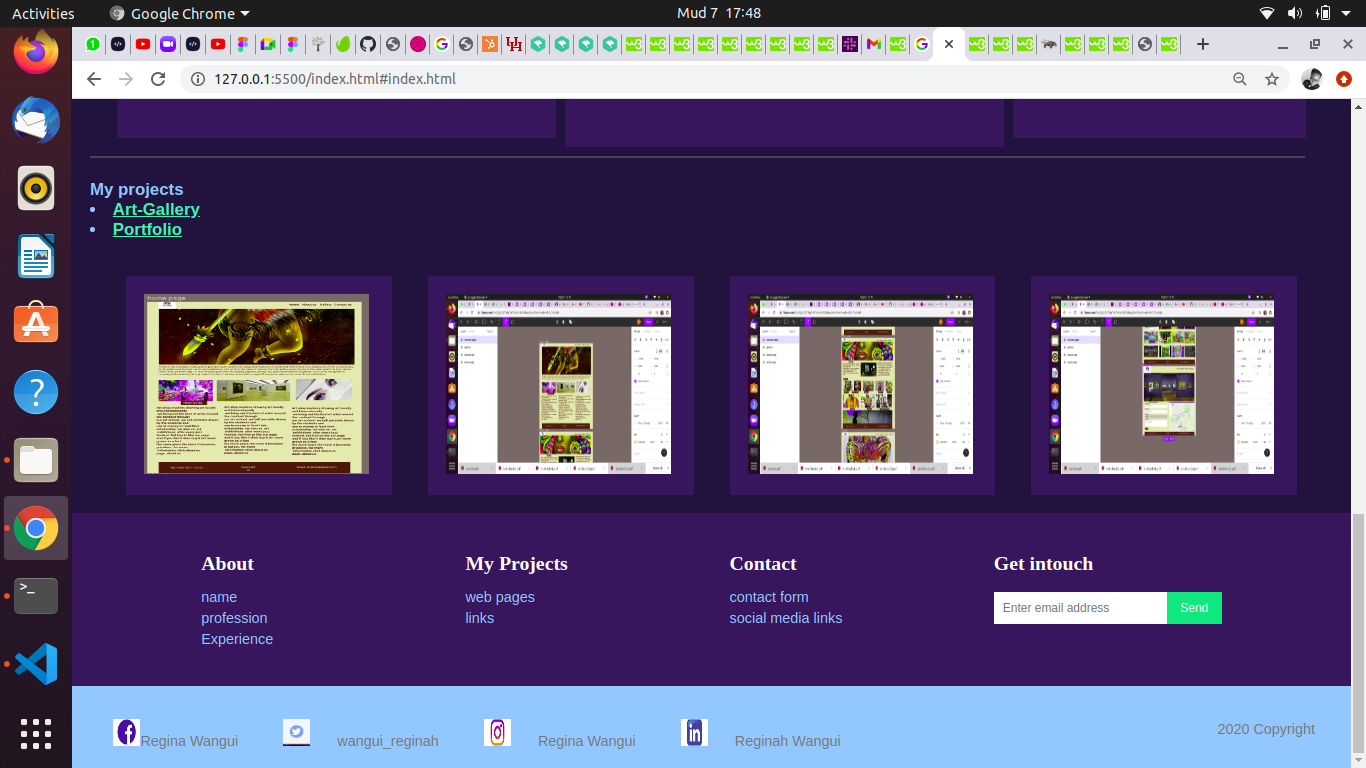 Activities
Google Chrome
Mud 7 17:48
127.0.0.1:5500/index.html#index.html
My projects
Art-Gallery
Portfolio
home page
About
name
profession
Experience
My Projects
web pages
links
Contact
contact form
social media links
Get intouch
Enter email address
Send
Regina Wangui
wangui_reginah
Regina Wangui
Reginah Wangui
2020 Copyright